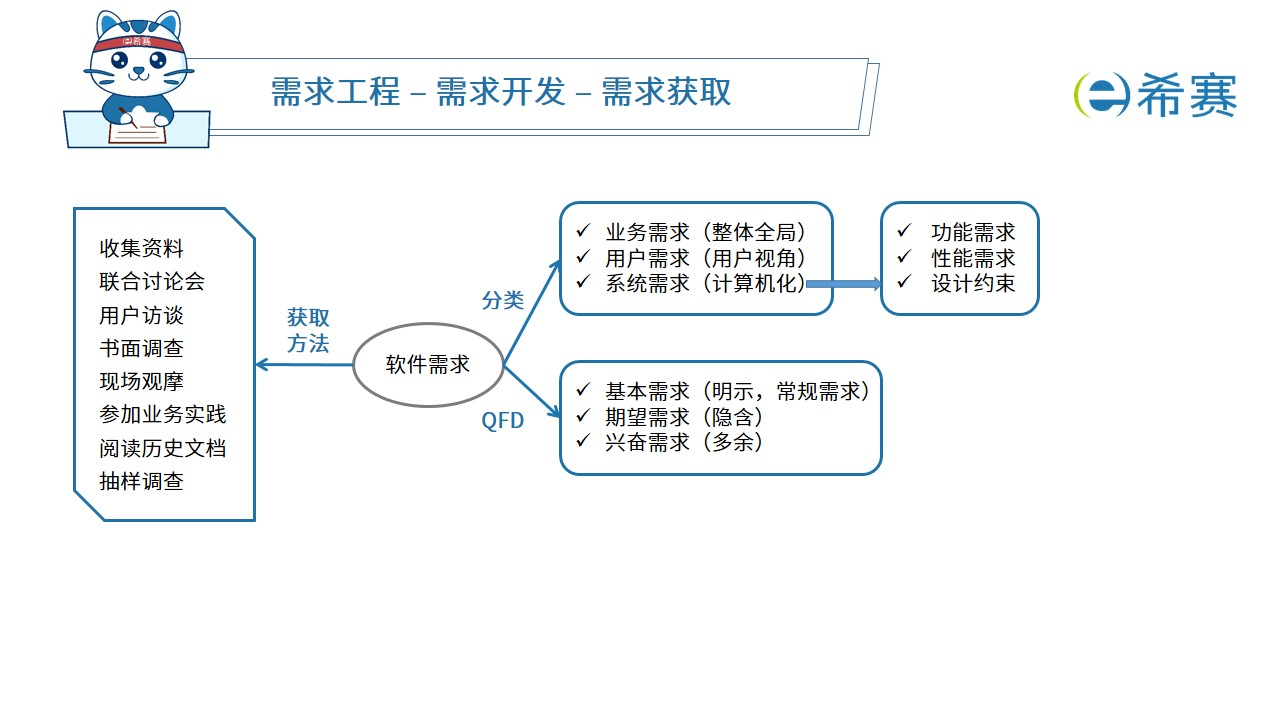 希赛
需求工程 – 需求开发 – 需求获取
希赛
收集资料
联合讨论会
用户访谈
书面调查
现场观摩
参加业务实践
阅读历史文档
抽样调查
获取
方法
软件需求
分类
QFD
业务需求（整体全局）
用户需求（用户视角）
系统需求（计算机化）
功能需求
性能需求
设计约束
基本需求（明示，常规需求）
期望需求（隐含）
兴奋需求（多余）